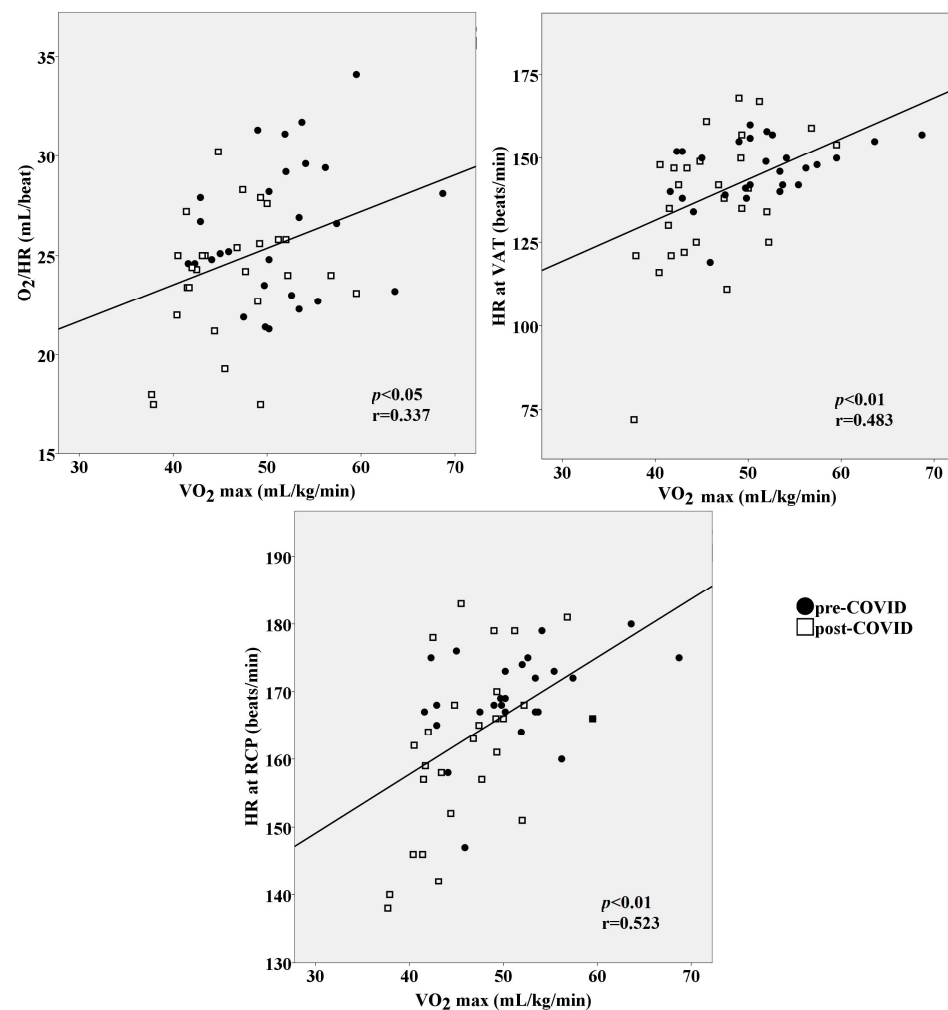 35
30
25
20
15
O2/HR (mL/beat)
p<0.05
r=0.337
30 40 50 60 70
VO2 max (mL/kg/min)
175
150
125
100
75
HR at VAT (beats/min)
p<0.01
r=0.483
30 40 50 60 70
VO2 max (mL/kg/min)
190
180
170
160
150
140
130
HR at RCP (beats/min)
p<0.01
r=0.523
30 40 50 60 70
VO2 max (mL/kg/min)
pre-COVID
post-COVID